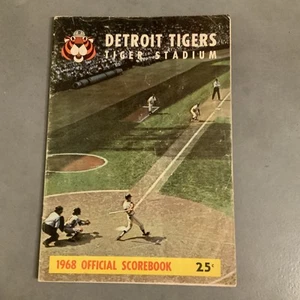 DETROIT TIGERS
TIGER STADIUM
1968 OFFICIAL SCOREBOOK 25¢